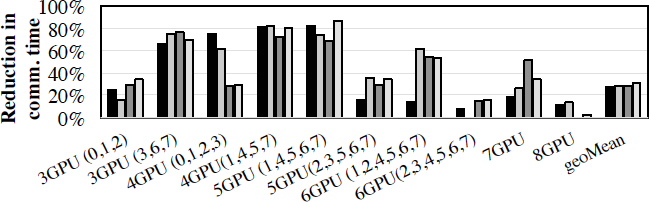 Reduction in
comm. time
100%
80%
60%
40%
20%
0%
3GPU (0,1,2)
3GPU (3,6,7)
4GPU (0,1,2,3)
4GPU(1,4,5,7)
5GPU (1,4,5,6,7)
5GPU(2,3,5,6,7)
6GPU (1,2,4,5,6,7)
6GPU(2,3,4,5,6,7)
7GPU
8GPU
geoMean